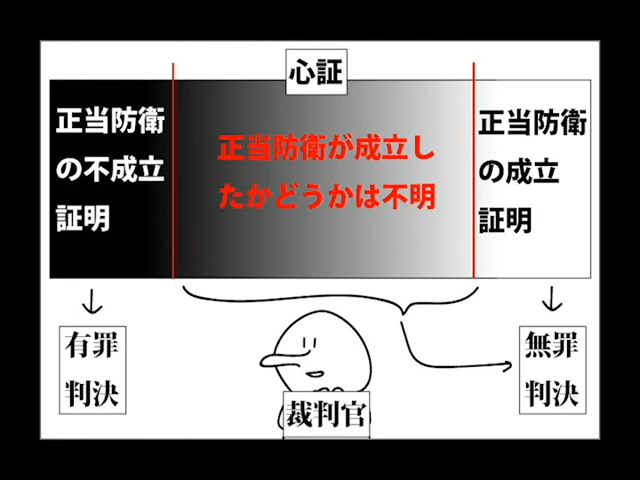 心証
正当防衛
の不成立
証明
正当防衛が成立し
たかどうかは不明
正当防衛
の成立
証明
有罪
判決
裁判官
無罪
判決